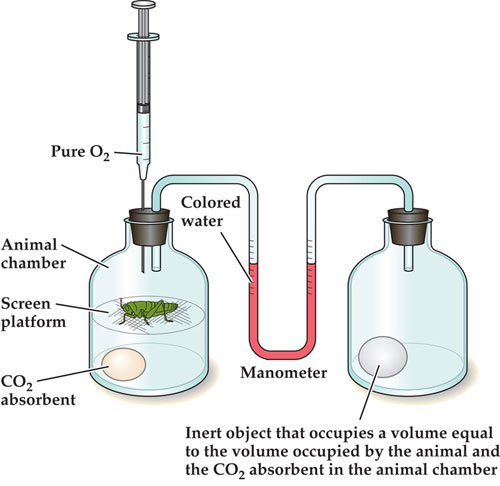 Pure O₂
Colored
water
Animal
chamber
Screen
platform
CO₂
absorbent
Manometer
Inert object that occupies a volume equal
to the volume occupied by the animal and
the CO₂ absorbent in the animal chamber